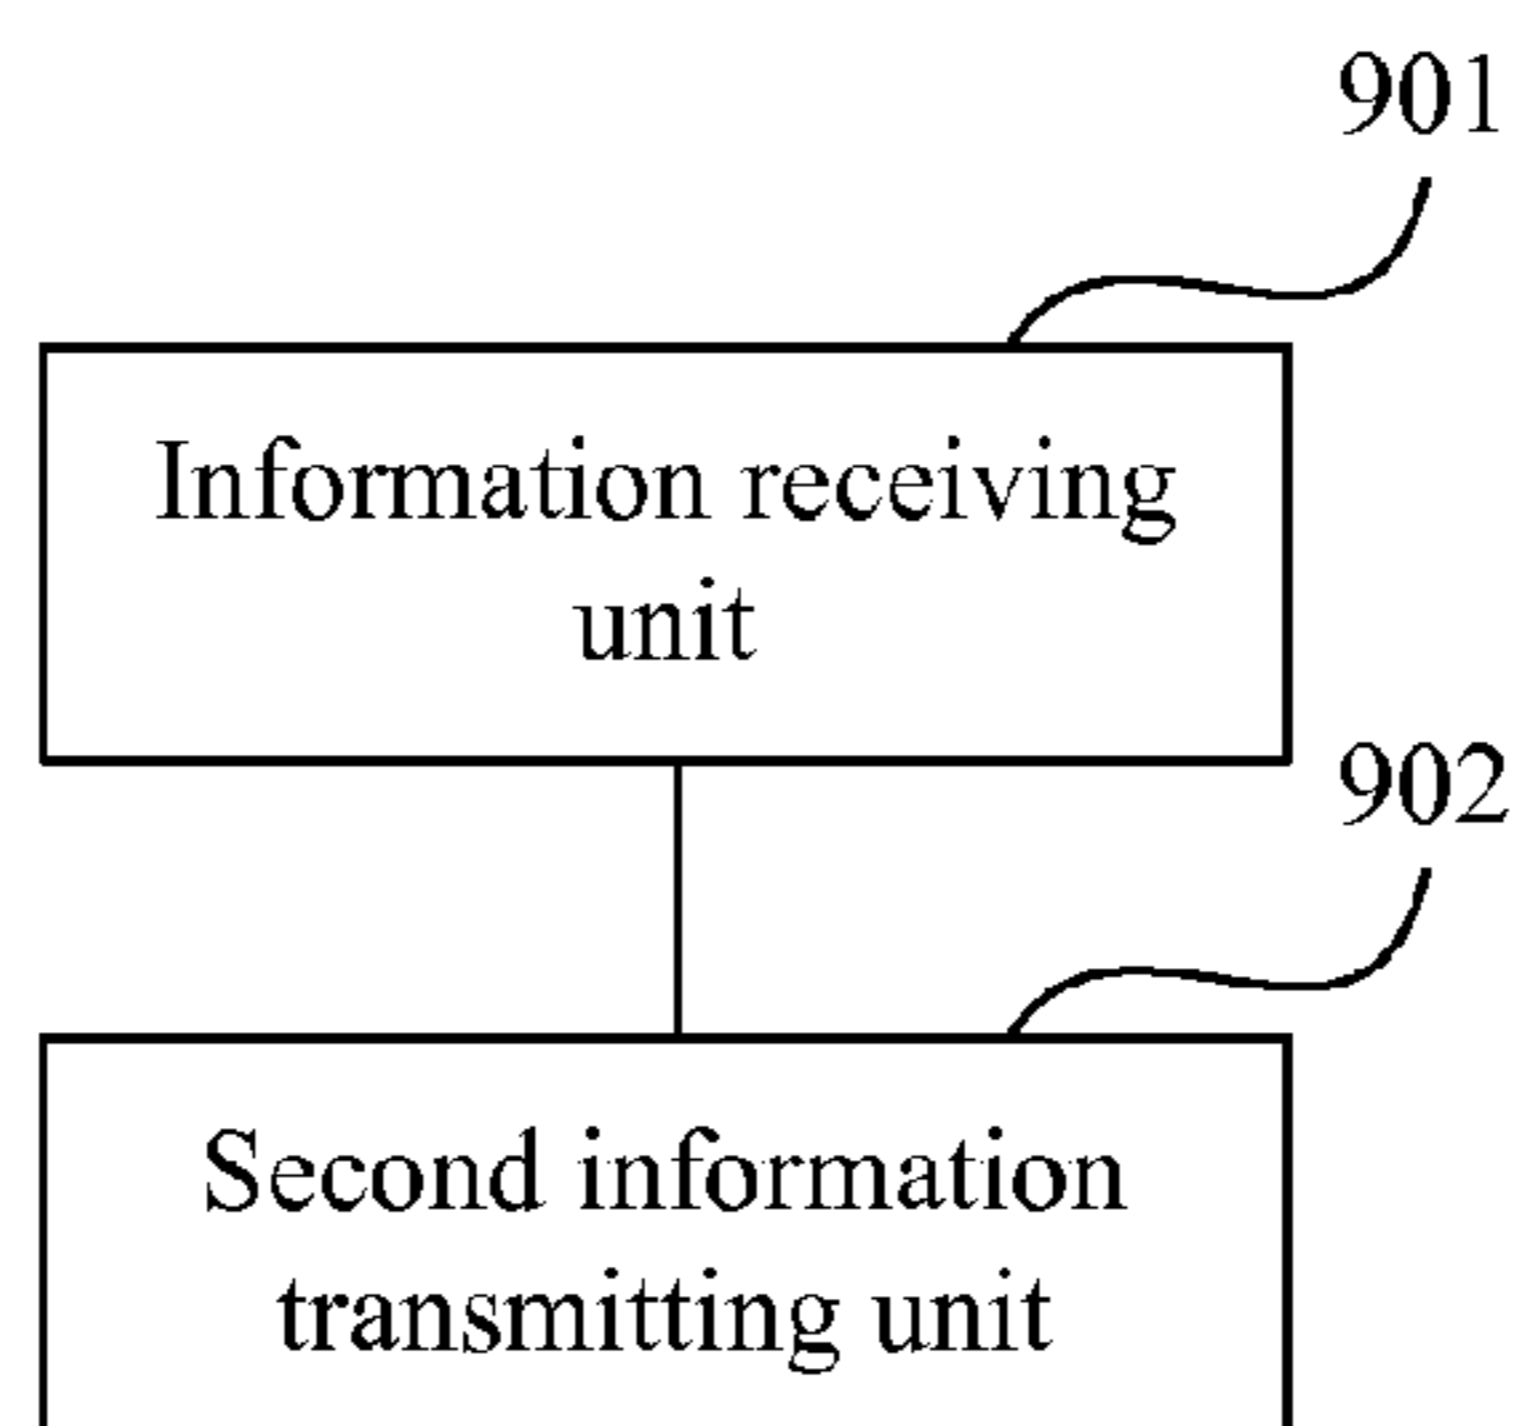 901
Information receiving
unit
902
Second information
transmitting unit